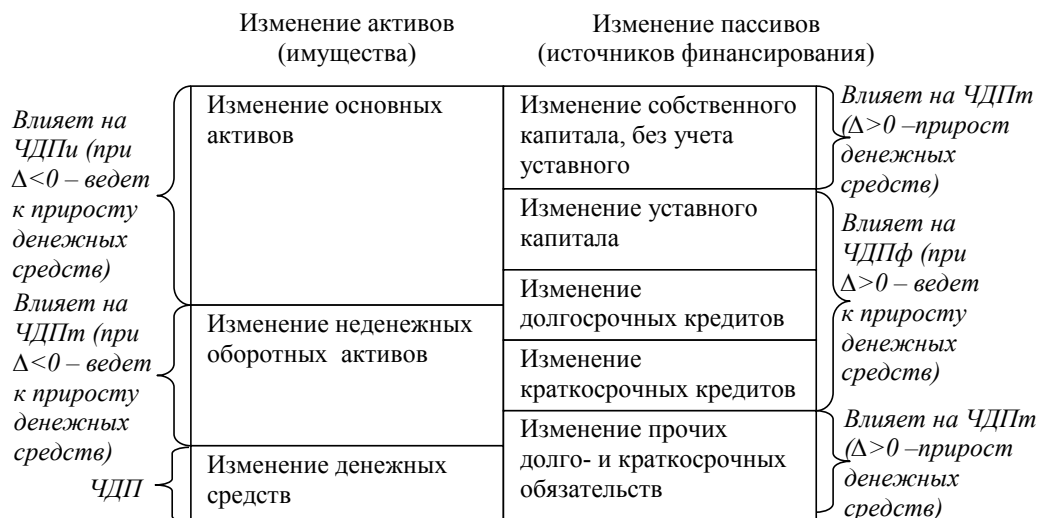 Изменение активов
(имущества)
Изменение пассивов
(источников финансирования)
Влияет на
ЧДПи (при
Δ<0 – ведет
к приросту
денежных
средств)
Влияет на
ЧДПт (при
Δ<0 – ведет
к приросту
денежных
средств)
ЧДП
Изменение основных
активов
Изменение неденежных
оборотных активов
Изменение денежных
средств
Изменение собственного
капитала, без учета
уставного
Изменение уставного
капитала
Изменение
долгосрочных кредитов
Изменение
краткосрочных кредитов
Изменение прочих
долго- и краткосрочных
обязательств
Влияет на ЧДПт
(Δ>0 –прирост
денежных
средств)
Влияет на
ЧДПф (при
Δ>0 – ведет
к приросту
денежных
средств)
Влияет на ЧДПт
(Δ>0 –прирост
денежных
средств)